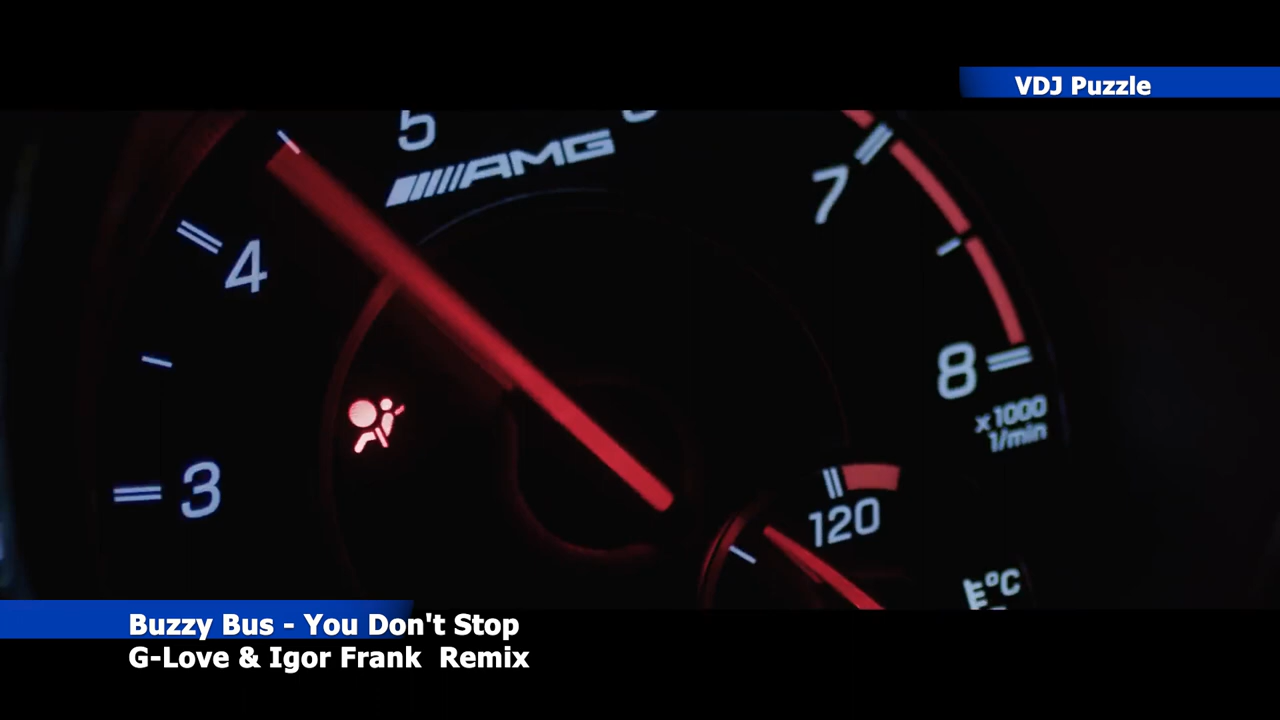 VDJ Puzzle
5
AMG
7
4
8
x1000
1/min
3
120
°C
Buzzy Bus - You Don't Stop
G-Love & Igor Frank  Remix